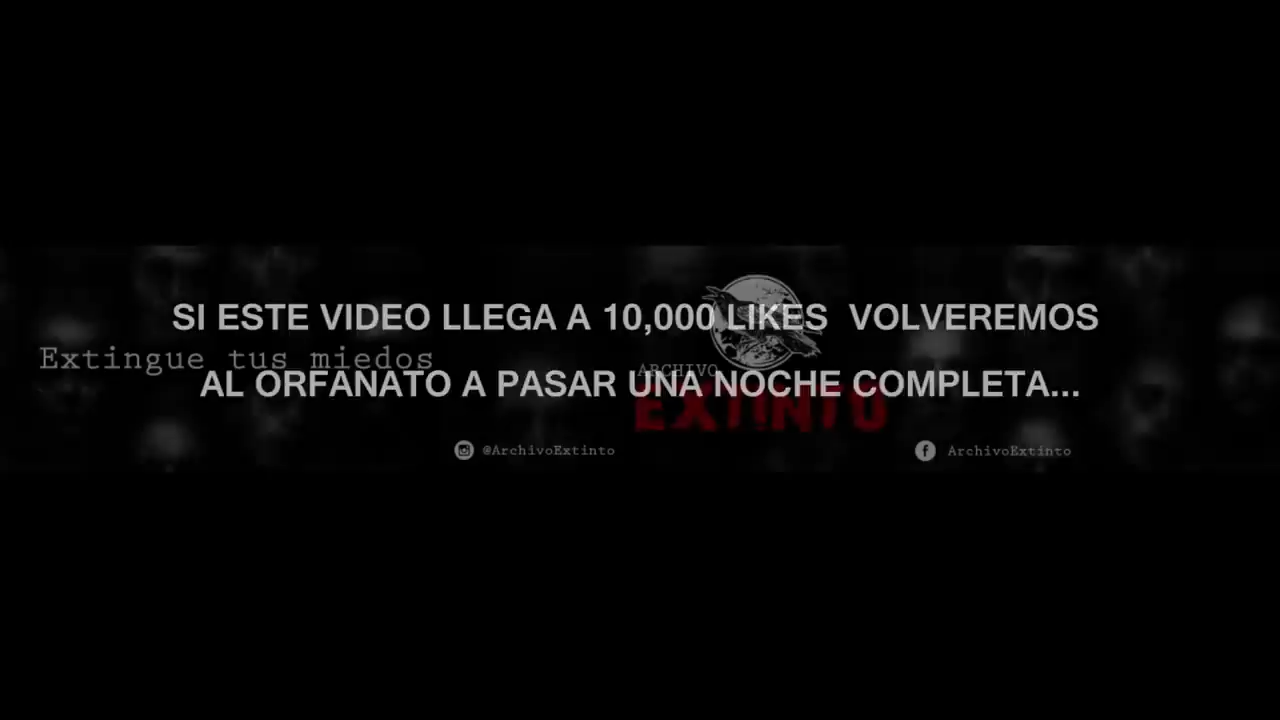 SI ESTE VIDEO LLEGA A 10,000 LIKES VOLVEREMOS
Extingue tus miedos
AL ORFANATO A PASAR UNA NOCHE COMPLETA...
ARCHIVO
EXTINTO
@ArchivoExtinto
ArchivoExtinto